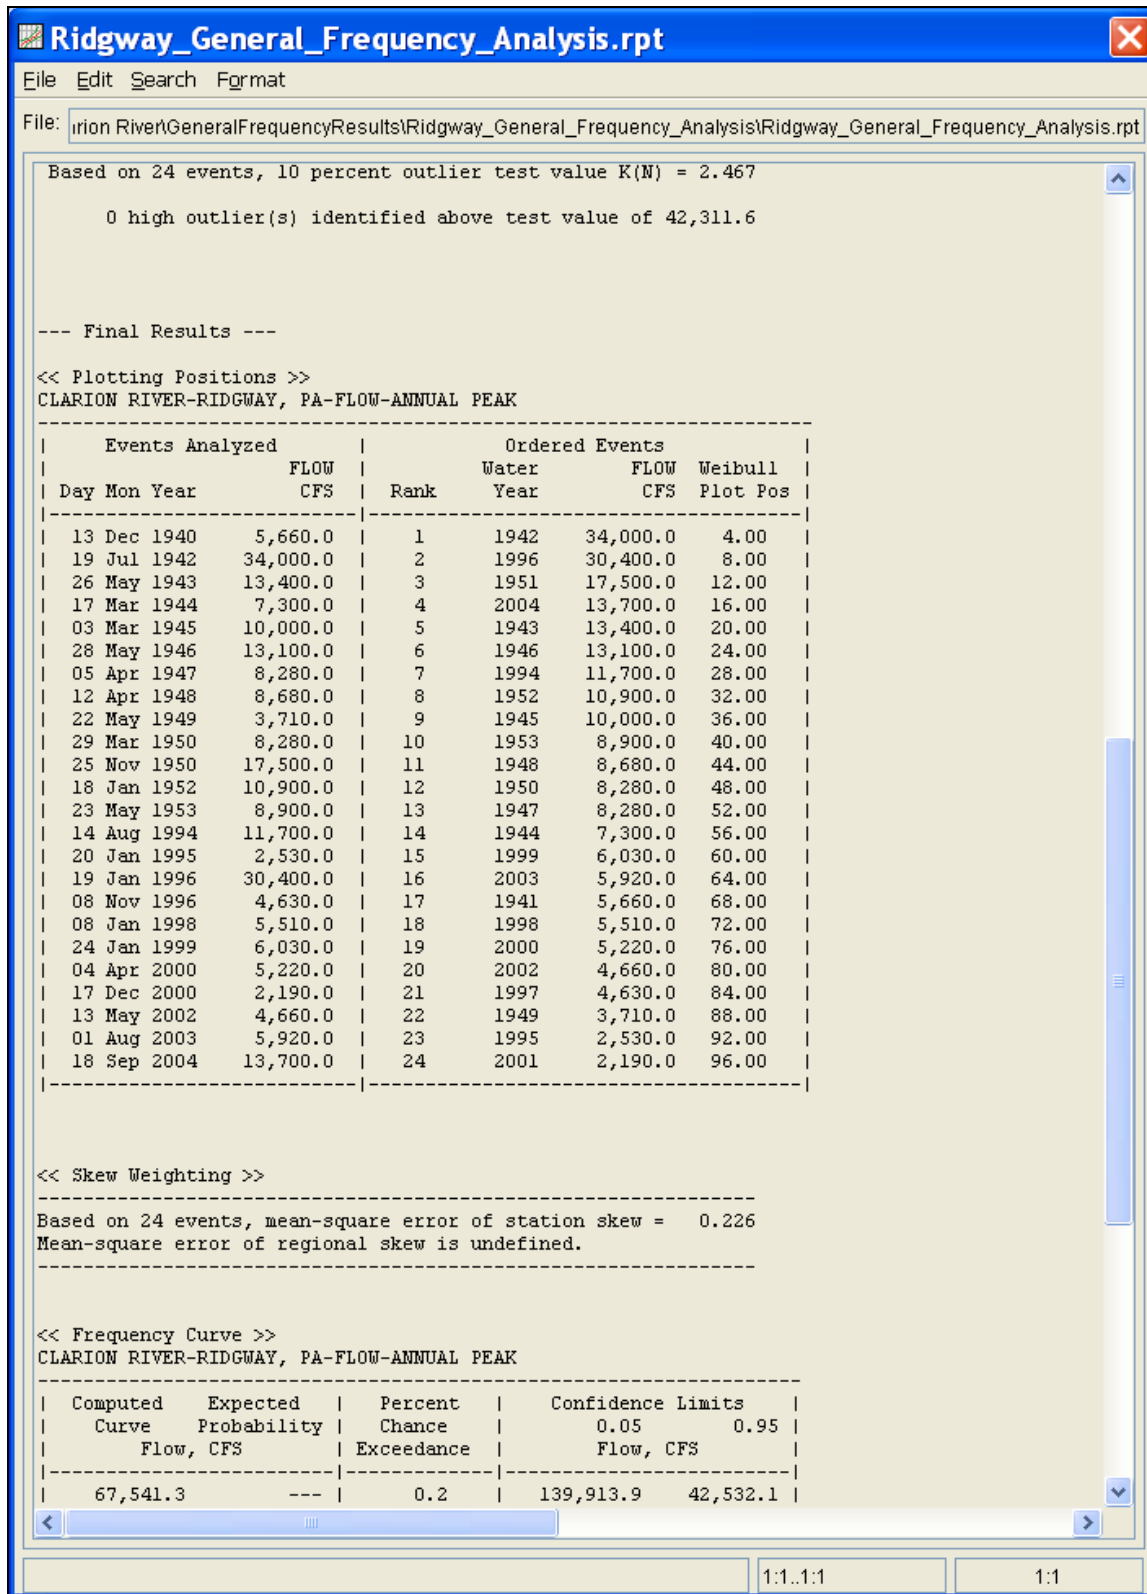 Ridgway_General_Frequency_Analysis.rpt
File Edit Search Format
File: ırion River\GeneralFrequencyResults\Ridgway_General_Frequency_Analysis\Ridgway_General_Frequency_Analysis.rpt
Based on 24 events, 10 percent outlier test value K(N) = 2.467
0 high outlier(s) identified above test value of 42,311.6
--- Final Results ---
<< Plotting Positions >>
CLARION RIVER-RIDGWAY, PA-FLOW-ANNUAL PEAK
---------------------------------------------------------------------
| Events Analyzed | Ordered Events |
| FLOW | Water FLOW Weibull |
| Day Mon Year CFS | Rank Year CFS Plot Pos |
|---------------------------|--------------------------------------|
| 13 Dec 1940 5,660.0 | 1 1942 34,000.0 4.00 |
| 19 Jul 1942 34,000.0 | 2 1996 30,400.0 8.00 |
| 26 May 1943 13,400.0 | 3 1951 17,500.0 12.00 |
| 17 Mar 1944 7,300.0 | 4 2004 13,700.0 16.00 |
| 03 Mar 1945 10,000.0 | 5 1943 13,400.0 20.00 |
| 28 May 1946 13,100.0 | 6 1946 13,100.0 24.00 |
| 05 Apr 1947 8,280.0 | 7 1994 11,700.0 28.00 |
| 12 Apr 1948 8,680.0 | 8 1952 10,900.0 32.00 |
| 22 May 1949 3,710.0 | 9 1945 10,000.0 36.00 |
| 29 Mar 1950 8,280.0 | 10 1953 8,900.0 40.00 |
| 25 Nov 1950 17,500.0 | 11 1948 8,680.0 44.00 |
| 18 Jan 1952 10,900.0 | 12 1950 8,280.0 48.00 |
| 23 May 1953 8,900.0 | 13 1947 8,280.0 52.00 |
| 14 Aug 1994 11,700.0 | 14 1944 7,300.0 56.00 |
| 20 Jan 1995 2,530.0 | 15 1999 6,030.0 60.00 |
| 19 Jan 1996 30,400.0 | 16 2003 5,920.0 64.00 |
| 08 Nov 1996 4,630.0 | 17 1941 5,660.0 68.00 |
| 08 Jan 1998 5,510.0 | 18 1998 5,510.0 72.00 |
| 24 Jan 1999 6,030.0 | 19 2000 5,220.0 76.00 |
| 04 Apr 2000 5,220.0 | 20 2002 4,660.0 80.00 |
| 17 Dec 2000 2,190.0 | 21 1997 4,630.0 84.00 |
| 13 May 2002 4,660.0 | 22 1949 3,710.0 88.00 |
| 01 Aug 2003 5,920.0 | 23 1995 2,530.0 92.00 |
| 18 Sep 2004 13,700.0 | 24 2001 2,190.0 96.00 |
|---------------------------|--------------------------------------|
<< Skew Weighting >>
----------------------------------------------------------------
Based on 24 events, mean-square error of station skew = 0.226
Mean-square error of regional skew is undefined.
----------------------------------------------------------------
<< Frequency Curve >>
CLARION RIVER-RIDGWAY, PA-FLOW-ANNUAL PEAK
--------------------------------------------------------------------
| Computed Expected | Percent | Confidence Limits |
| Curve Probability | Chance | 0.05 0.95 |
| Flow, CFS | Exceedance | Flow, CFS |
|-------------------------|-------------|-------------------------|
| 67,541.3 --- | 0.2 | 139,913.9 42,532.1 |
1:1..1:1 1:1